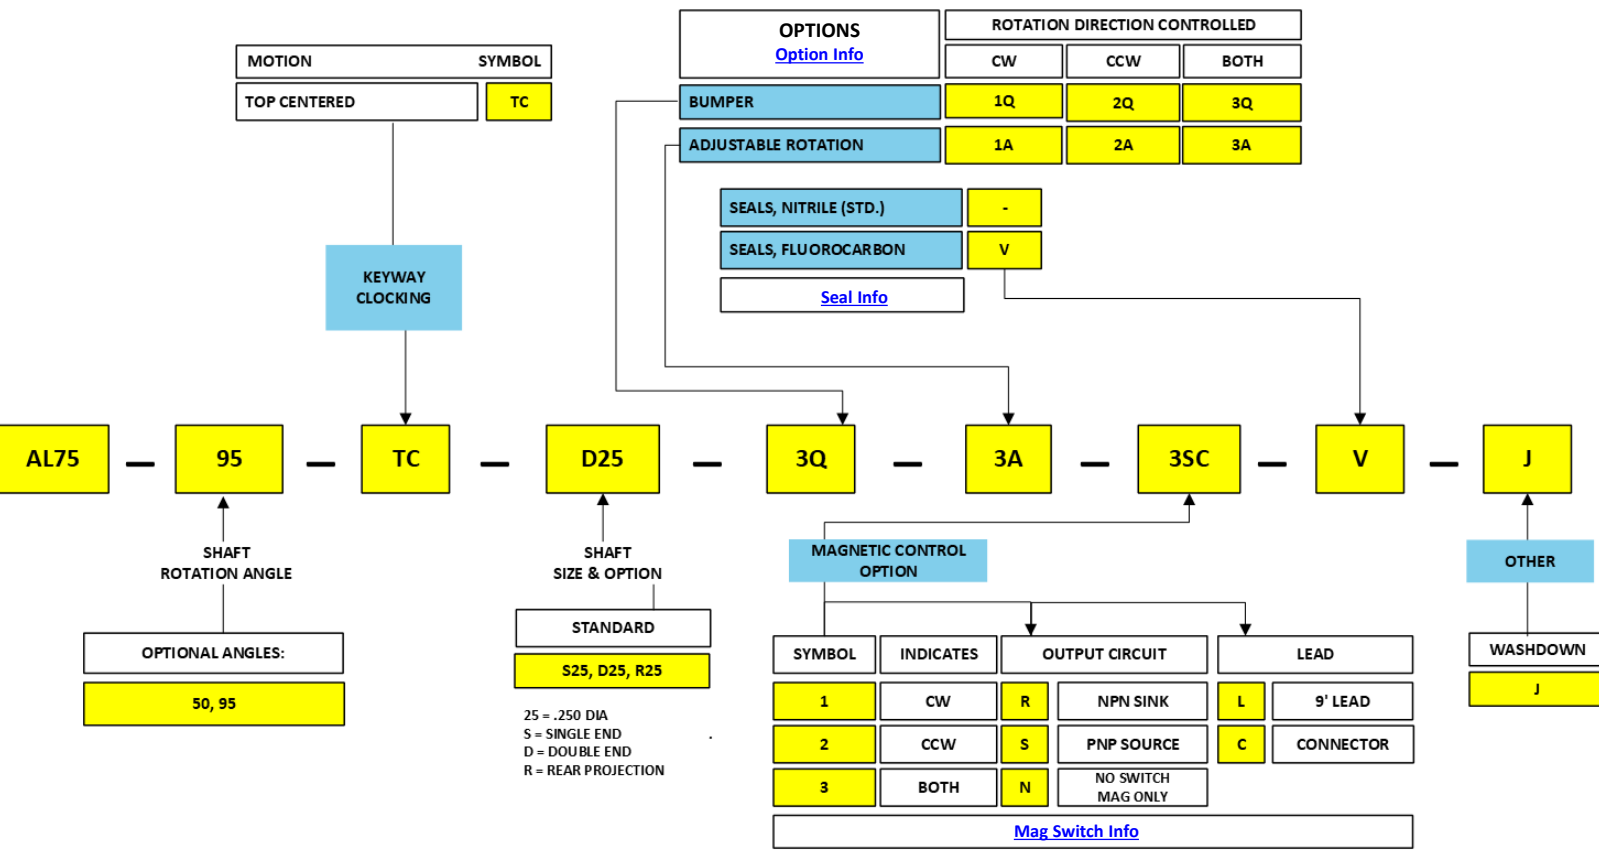 OPTIONS
Option Info
ROTATION DIRECTION CONTROLLED
CW CCW BOTH
MOTION SYMBOL
TOP CENTERED TC
BUMPER 1Q 2Q 3Q
ADJUSTABLE ROTATION 1A 2A 3A
SEALS, NITRILE (STD.) -
SEALS, FLUOROCARBON V
Seal Info
KEYWAY
CLOCKING
AL75 — 95 — TC — D25 — 3Q — 3A — 3SC — V — J
SHAFT
ROTATION ANGLE
OPTIONAL ANGLES:
50, 95
SHAFT
SIZE & OPTION
STANDARD
S25, D25, R25
25 = .250 DIA
S = SINGLE END
D = DOUBLE END
R = REAR PROJECTION
.
MAGNETIC CONTROL
OPTION
SYMBOL INDICATES OUTPUT CIRCUIT LEAD
1 CW R NPN SINK L 9' LEAD
2 CCW S PNP SOURCE C CONNECTOR
3 BOTH N NO SWITCH
MAG ONLY
Mag Switch Info
OTHER
WASHDOWN
J